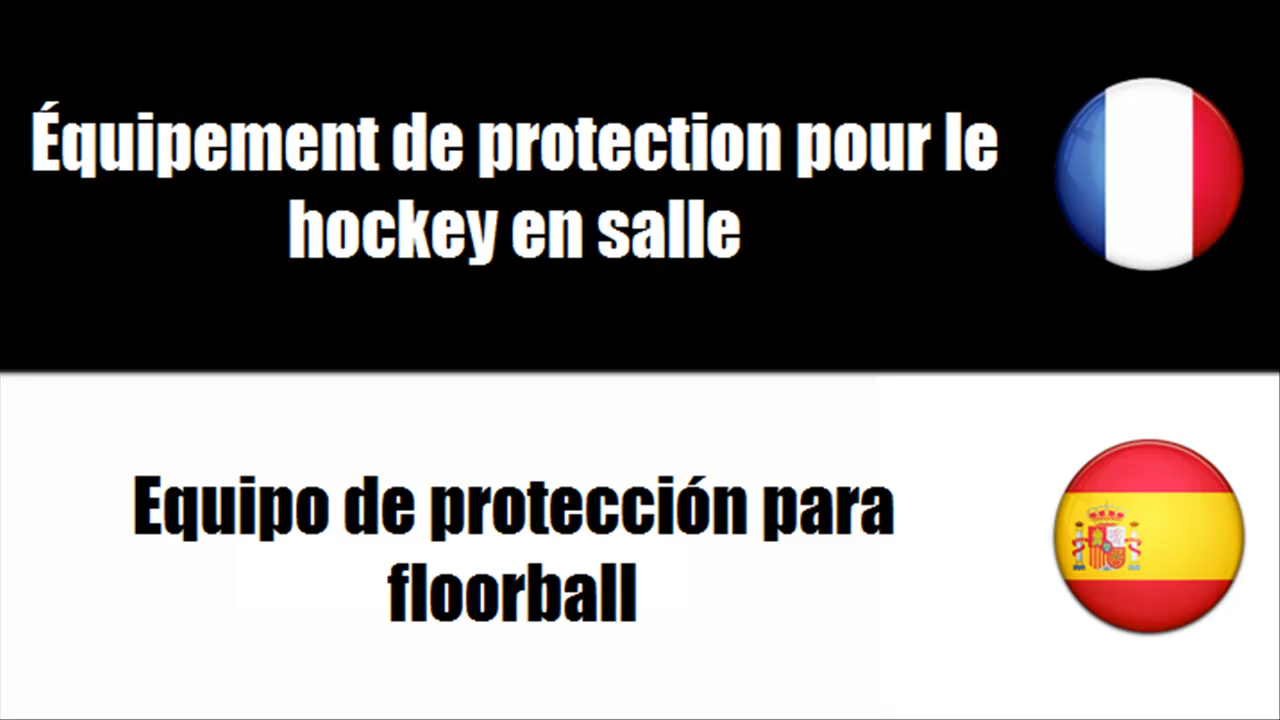 Équipement de protection pour le
hockey en salle
Equipo de protección para
floorball